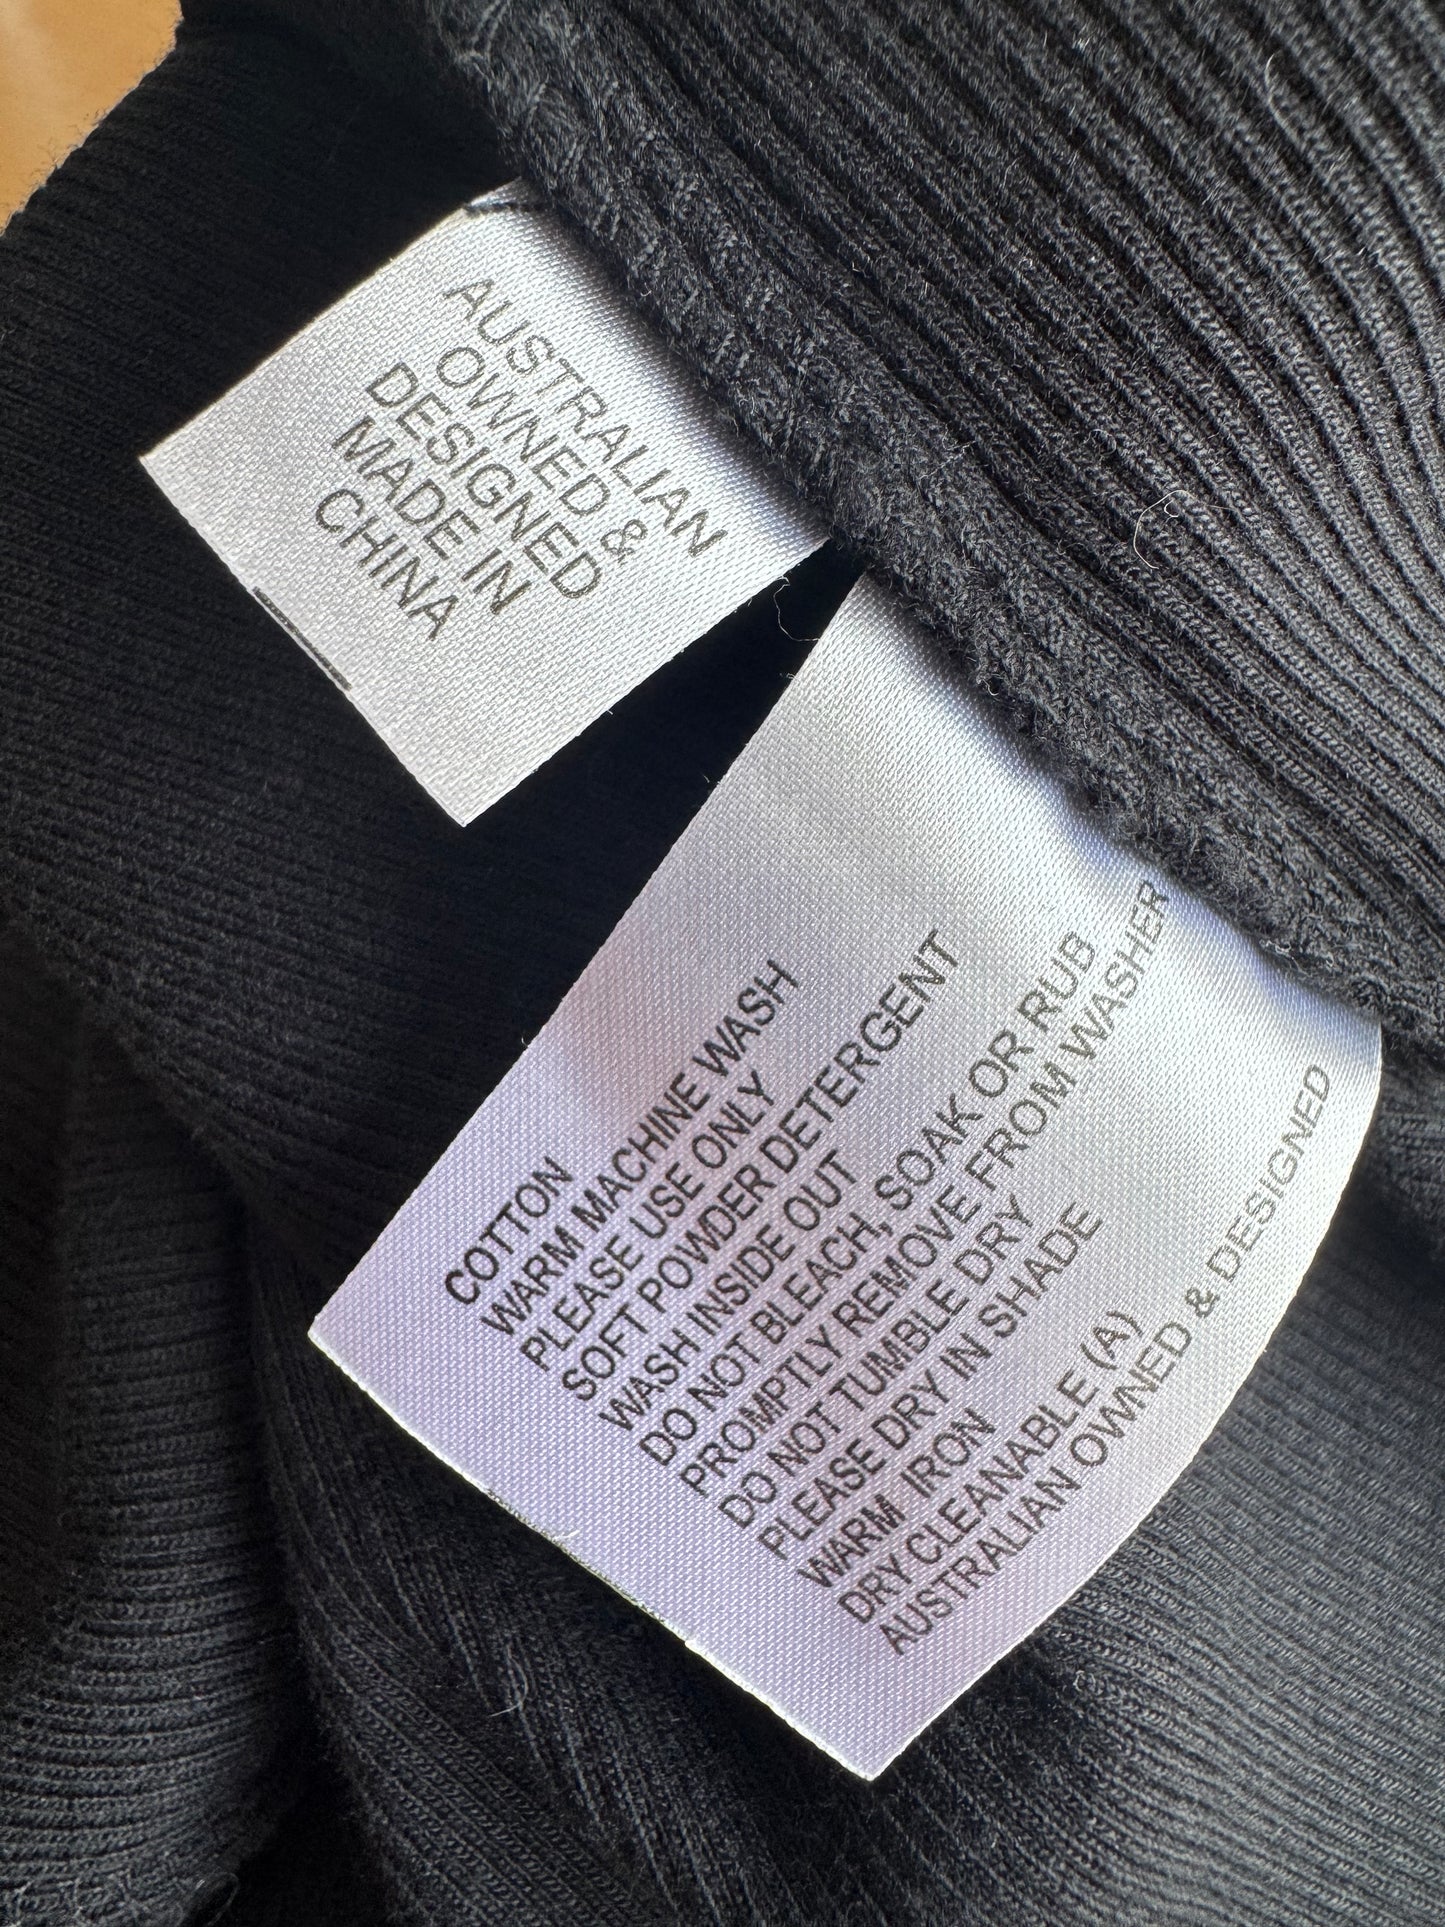 AUSTRALIAN
OWNED &
DESIGNED
MADE IN
CHINA
COTTON
WARM MACHINE WASH
PLEASE USE ONLY
SOFT POWDER DETERGENT
WASH INSIDE OUT
DO NOT BLEACH, SOAK OR RUB
PROMPTLY REMOVE FROM WASHER
DO NOT TUMBLE DRY
PLEASE DRY IN SHADE
WARM IRON
DRY CLEANABLE (A)
AUSTRALIAN OWNED & DESIGNED